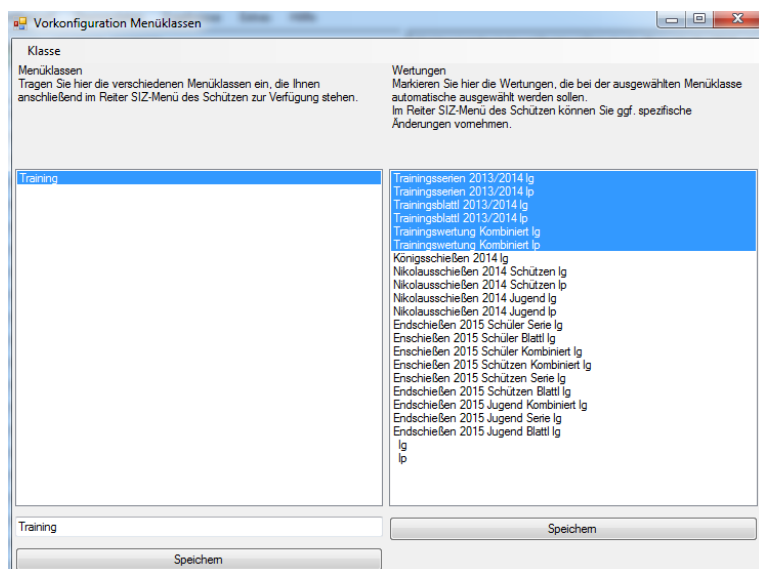 Vorkonfiguration Menüklassen
Klasse
Menüklassen
Tragen Sie hier die verschiedenen Menüklassen ein, die Ihnen
anschließend im Reiter SIZ-Menü des Schützen zur Verfügung stehen.
Wertungen
Markieren Sie hier die Wertungen, die bei der ausgewählten Menüklasse
automatische ausgewählt werden sollen.
Im Reiter SIZ-Menü des Schützen können Sie ggf. spezifische
Änderungen vornehmen.
Training
Trainingsserien 2013/2014 lg
Trainingsserien 2013/2014 lp
Trainingsblattl 2013/2014 lg
Trainingsblattl 2013/2014 lp
Trainingswertung Kombiniert lg
Trainingswertung Kombiniert lp
Königsschießen 2014 lg
Nikolausschießen 2014 Schützen lg
Nikolausschießen 2014 Schützen lp
Nikolausschießen 2014 Jugend lg
Nikolausschießen 2014 Jugend lp
Endschießen 2015 Schüler Serie lg
Enschießen 2015 Schüler Blattl lg
Enschießen 2015 Schüler Kombiniert lg
Enschießen 2015 Schützen Kombiniert lg
Enschießen 2015 Schützen Serie lg
Endschießen 2015 Schützen Blattl lg
Endschießen 2015 Jugend Kombiniert lg
Endschießen 2015 Jugend Serie lg
Endschießen 2015 Jugend Blattl lg
lg
lp
Training
Speichern
Speichern